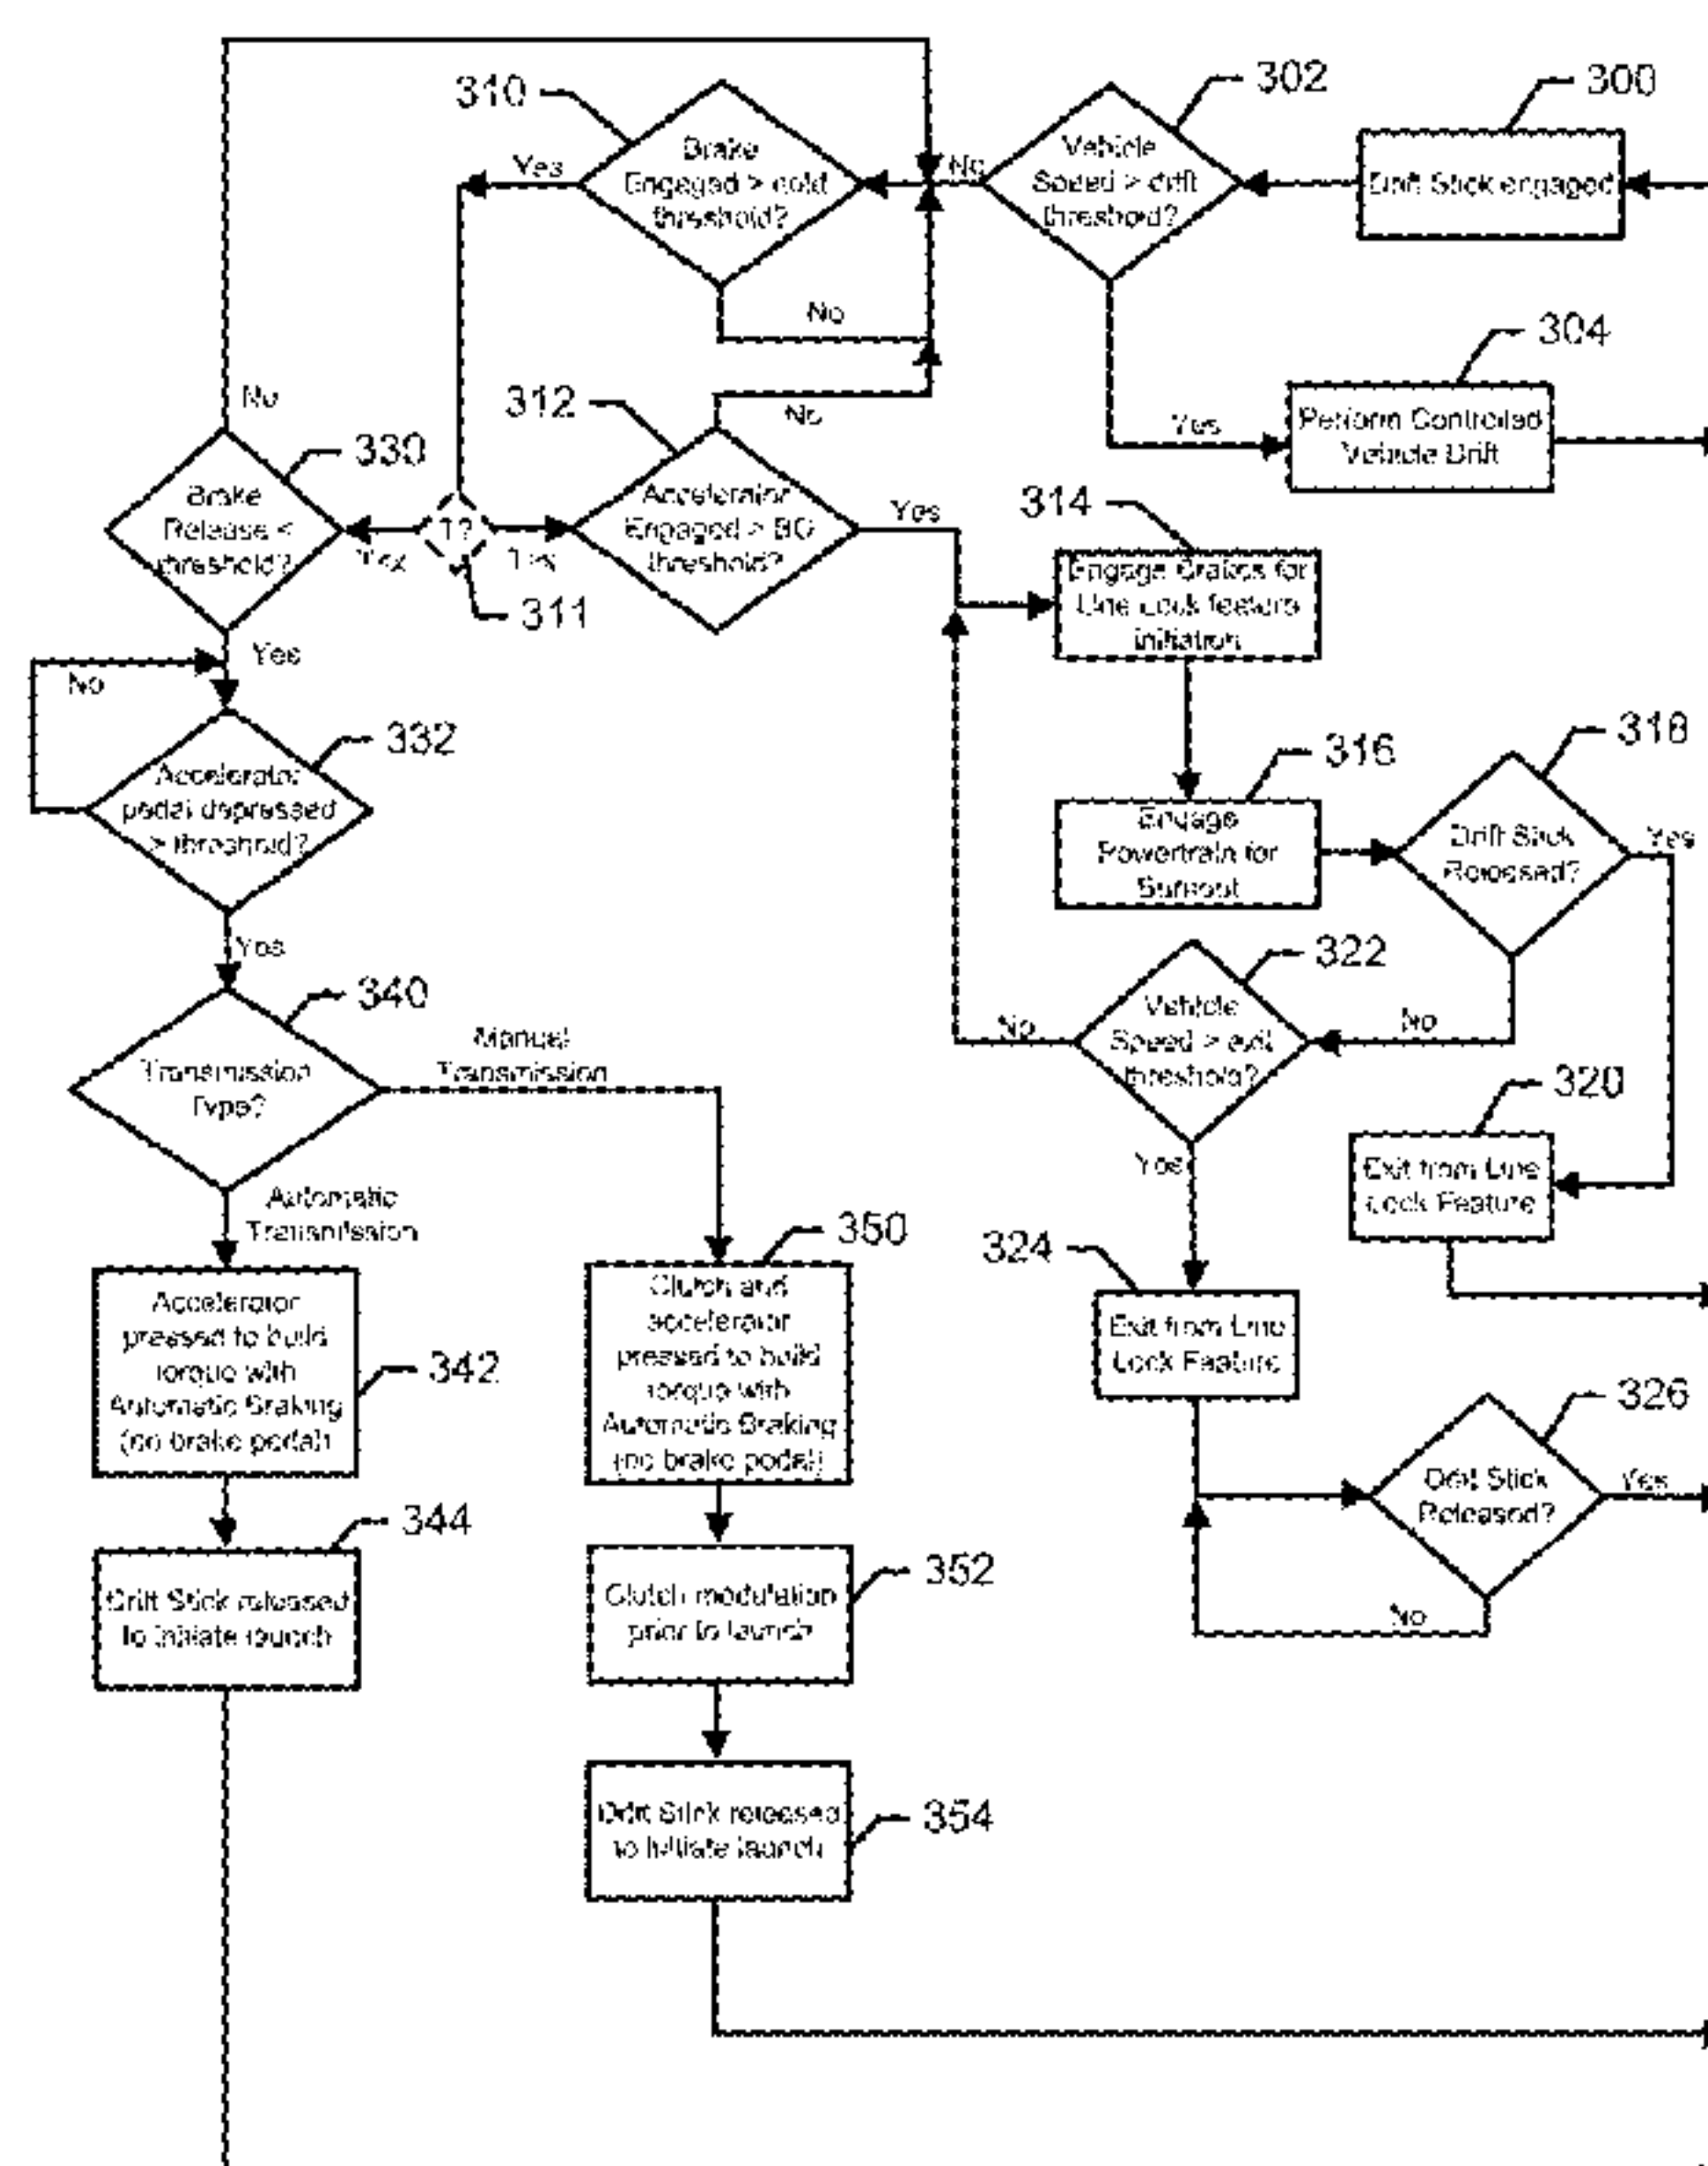 310
Brake
Engaged >
threshold?
Yes
No
302
Vehicle
Speed > drift
threshold?
No
Yes
300
Drift Stick engaged
304
Perform Controlled
Vehicle Drift
No
330
Brake
Release <
threshold?
Yes
Yes
311
312
Accelerator
Engaged > BO
threshold?
No
Yes
Yes
314
Engage Brakes for
Line Lock feature
initiation
No
332
Accelerator
pedal depressed
> threshold?
Yes
316
Engage
Powertrain for
Burnout
318
Drift Stick
Released?
Yes
No
322
Vehicle
Speed > exit
threshold?
No
Yes
340
Transmission
Type?
Manual
Transmission
Automatic
Transmission
320
Exit from Line
Lock Feature
324
Exit from Line
Lock Feature
342
Accelerator
pressed to build
torque with
Automatic Braking
(no brake pedal)
350
Clutch and
accelerator
pressed to build
torque with
Automatic Braking
(no brake pedal)
326
Drift Stick
Released?
Yes
No
344
Drift Stick released
to initiate launch
352
Clutch modulation
prior to launch
354
Drift Stick released
to initiate launch